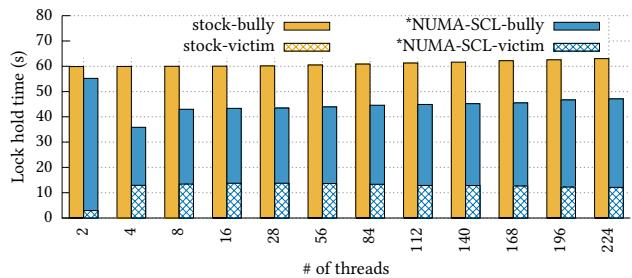 stock-bully
*NUMA-SCL-bully
stock-victim
*NUMA-SCL-victim
Lock hold time (s)
80
70
60
50
40
30
20
10
0
2 4 8 16 28 56 84 112 140 168 196 224
# of threads